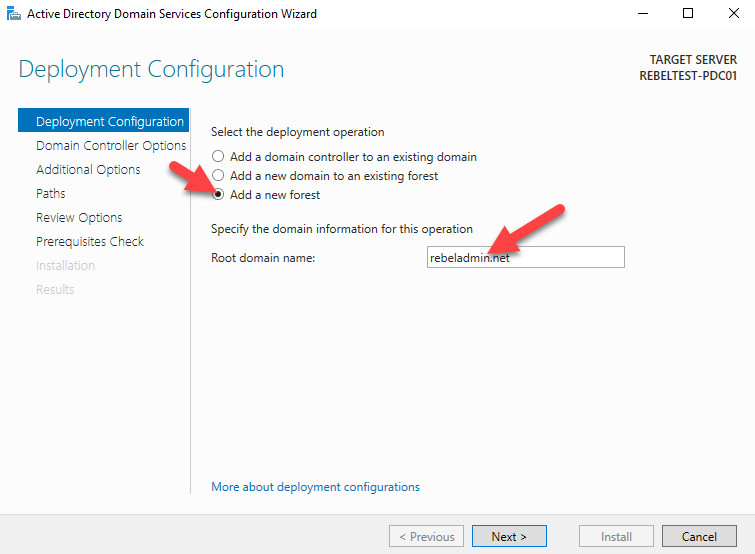 Active Directory Domain Services Configuration Wizard
Deployment Configuration
TARGET SERVER
REBELTEST-PDC01
Deployment Configuration
Domain Controller Options
Additional Options
Paths
Review Options
Prerequisites Check
Installation
Results
Select the deployment operation
Add a domain controller to an existing domain
Add a new domain to an existing forest
Add a new forest
Specify the domain information for this operation
Root domain name:
rebeladmin.net
More about deployment configurations
< Previous
Next >
Install
Cancel